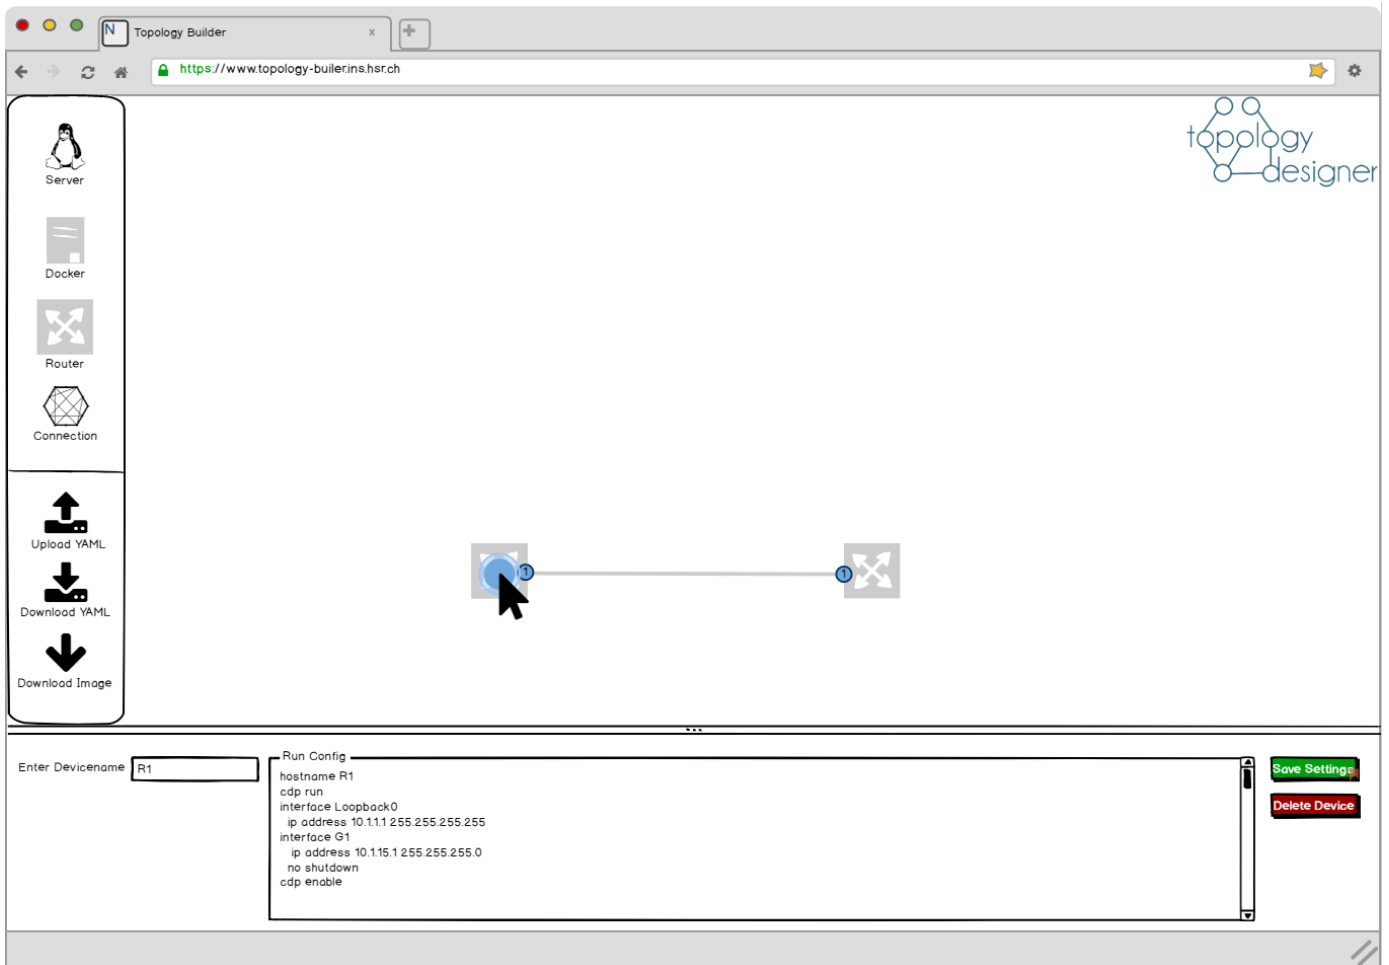 N
Topology Builder
x
https://www.topology-builer.ins.hsr.ch
topology
designer
Server
Docker
Router
Connection
Upload YAML
Download YAML
Download Image
1
1
Enter Devicename
R1
Run Config
hostname R1
cdp run
interface Loopback0
ip address 10.1.1.1 255.255.255.255
interface G1
ip address 10.1.15.1 255.255.255.0
no shutdown
cdp enable
Save Settings
Delete Device